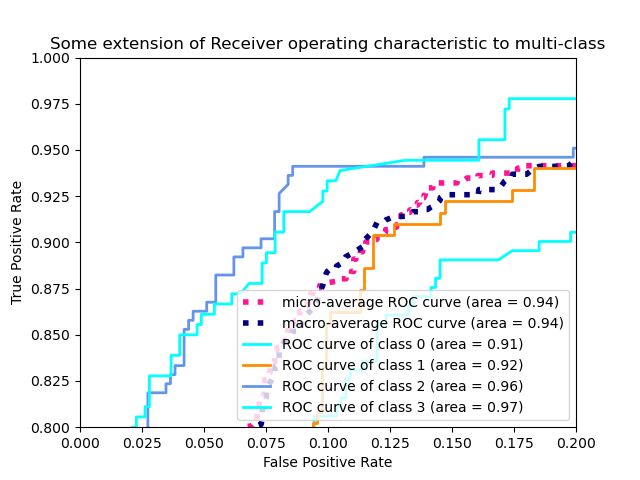 Some extension of Receiver operating characteristic to multi-class
1.000
0.975
0.950
0.925
0.900
0.875
0.850
0.825
0.800
True Positive Rate
micro-average ROC curve (area = 0.94)
macro-average ROC curve (area = 0.94)
ROC curve of class 0 (area = 0.91)
ROC curve of class 1 (area = 0.92)
ROC curve of class 2 (area = 0.96)
ROC curve of class 3 (area = 0.97)
0.000 0.025 0.050 0.075 0.100 0.125 0.150 0.175 0.200
False Positive Rate